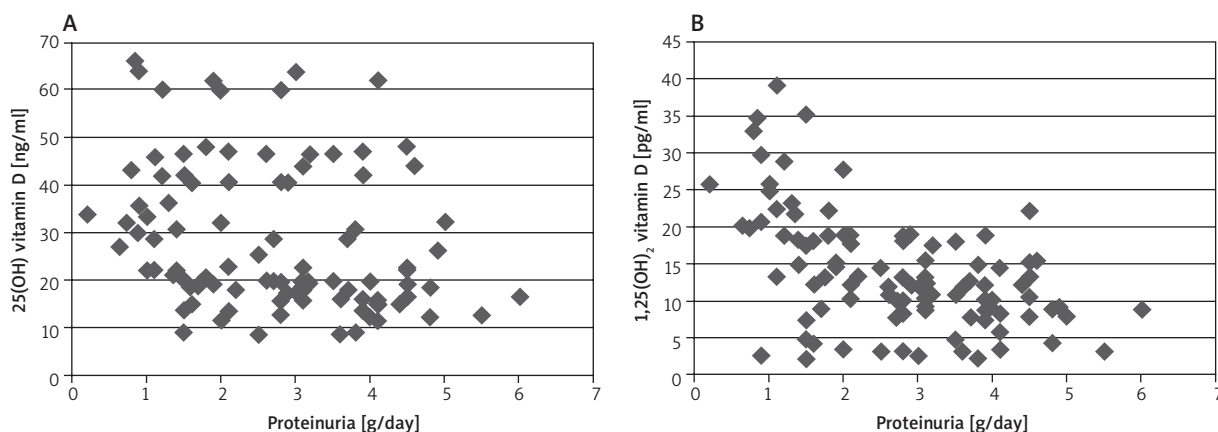 A
25(OH) vitamin D [ng/ml]
70
60
50
40
30
20
10
0
0 1 2 3 4 5 6 7
Proteinuria [g/day]
B
1,25(OH)₂ vitamin D [pg/ml]
45
40
35
30
25
20
15
10
5
0
0 1 2 3 4 5 6 7
Proteinuria [g/day]